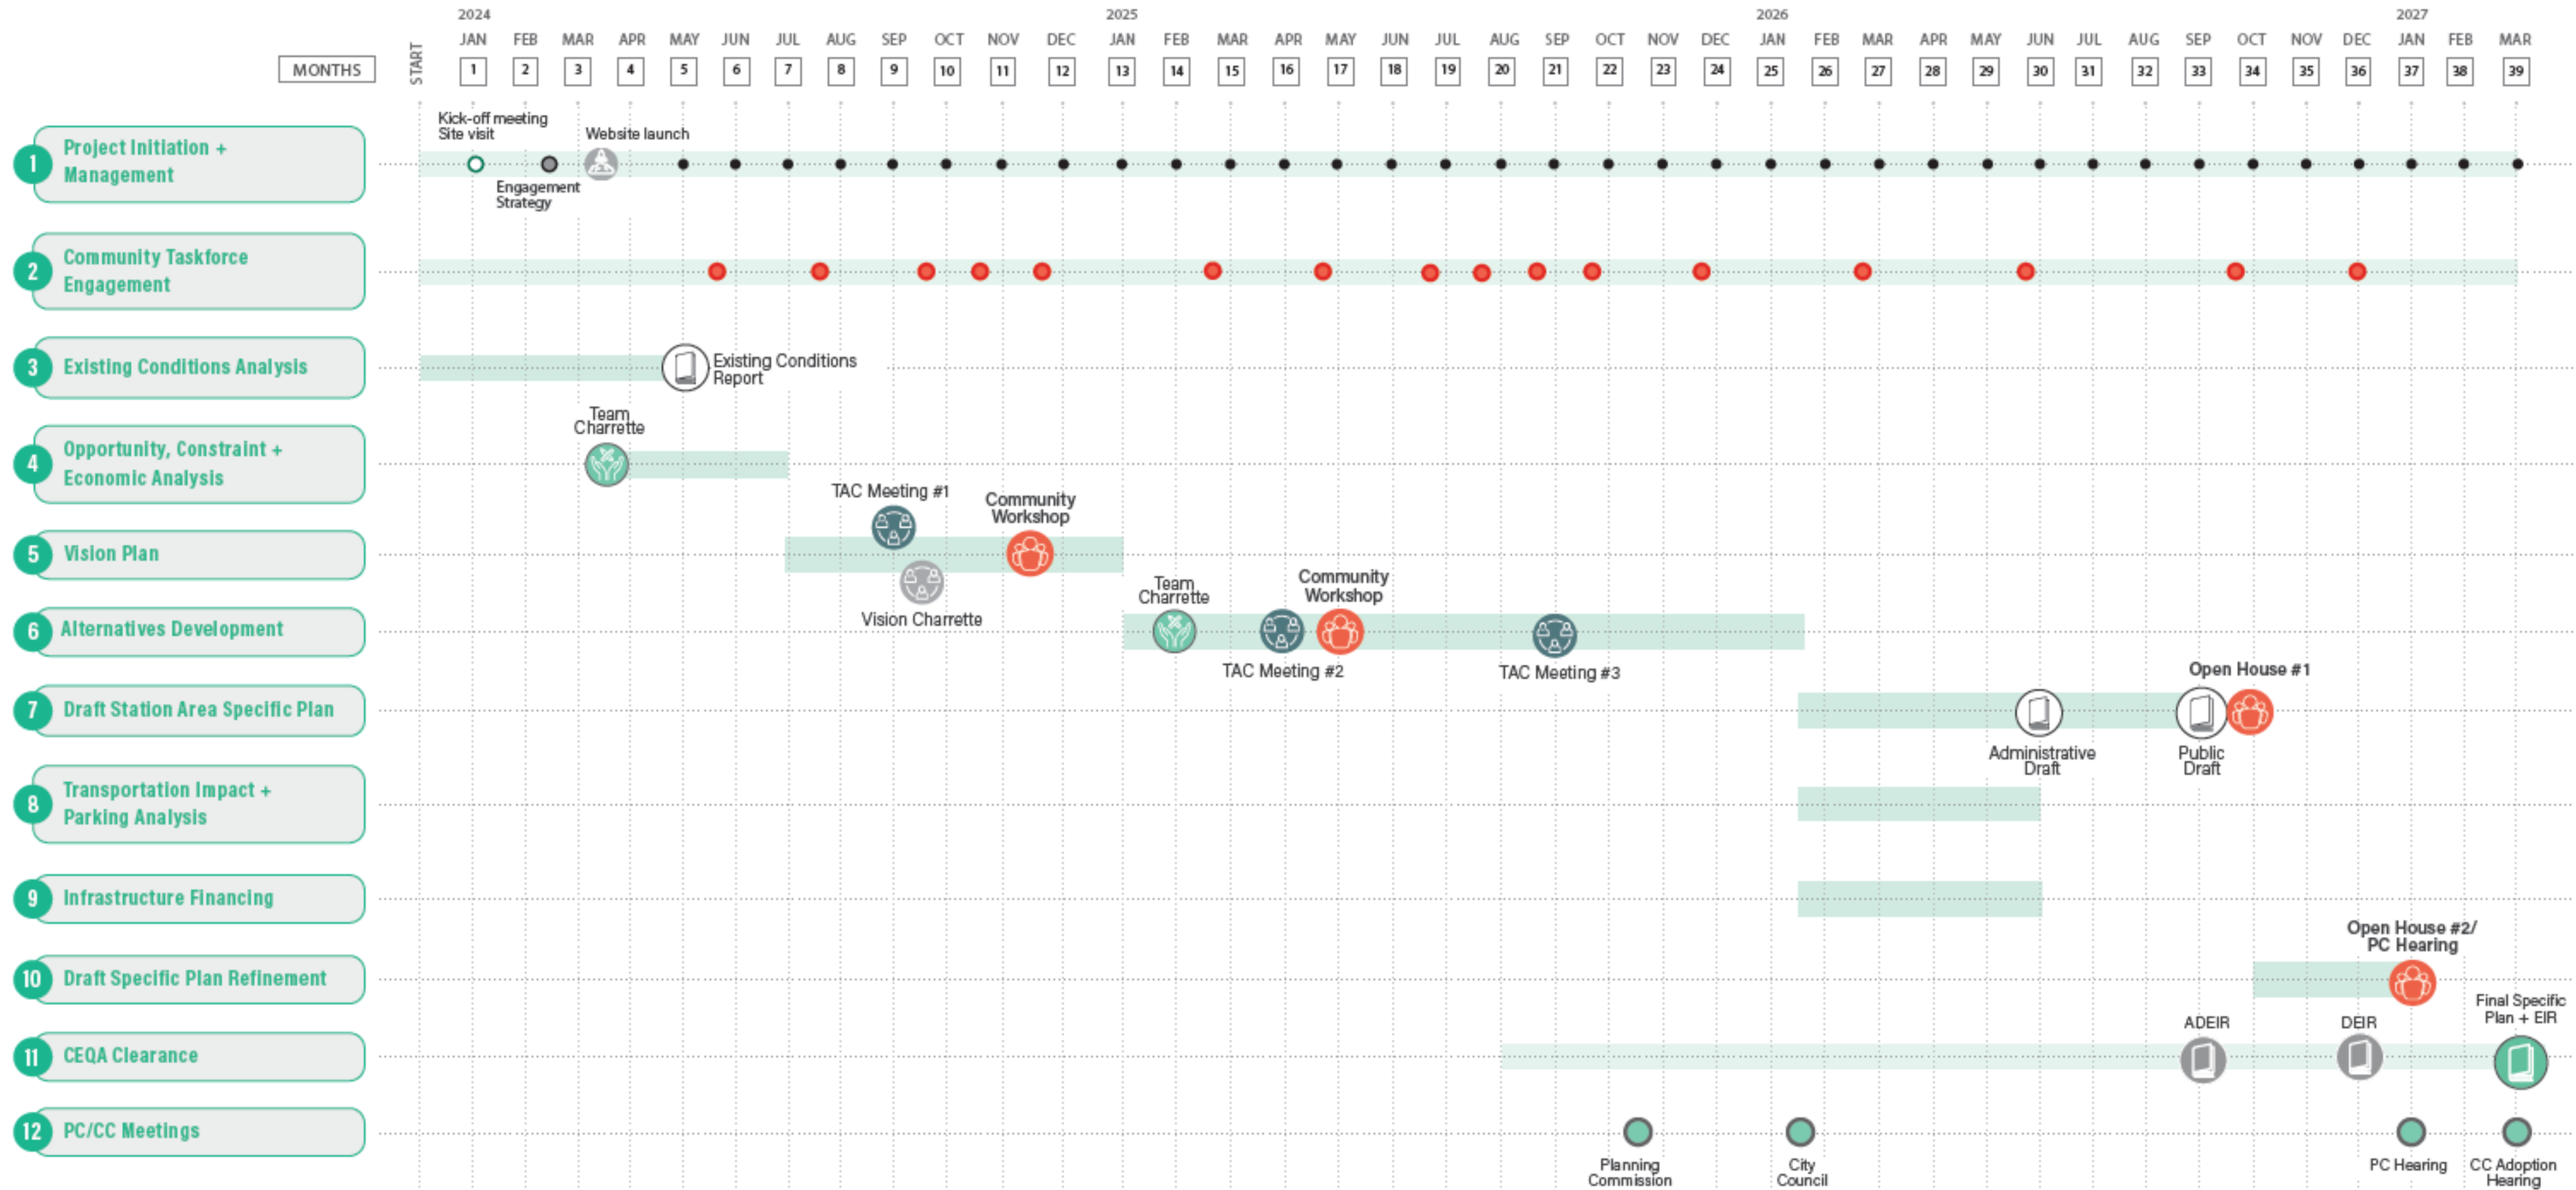 2024 2025 2026 2027
JAN FEB MAR APR MAY JUN JUL AUG SEP OCT NOV DEC JAN FEB MAR APR MAY JUN JUL AUG SEP OCT NOV DEC JAN FEB MAR APR MAY JUN JUL AUG SEP OCT NOV DEC JAN FEB MAR
MONTHS START 1 2 3 4 5 6 7 8 9 10 11 12 13 14 15 16 17 18 19 20 21 22 23 24 25 26 27 28 29 30 31 32 33 34 35 36 37 38 39
1 Project Initiation +
Management
Kick-off meeting
Site visit
Engagement
Strategy
Website launch
2 Community Taskforce
Engagement
3 Existing Conditions Analysis
Existing Conditions
Report
4 Opportunity, Constraint +
Economic Analysis
Team
Charrette
5 Vision Plan
TAC Meeting #1
Vision Charrette
Community
Workshop
6 Alternatives Development
Team
Charrette
TAC Meeting #2
Community
Workshop
TAC Meeting #3
7 Draft Station Area Specific Plan
Administrative
Draft
Public
Draft
Open House #1
8 Transportation Impact +
Parking Analysis
9 Infrastructure Financing
10 Draft Specific Plan Refinement
Open House #2/
PC Hearing
11 CEQA Clearance
ADEIR
DEIR
Final Specific
Plan + EIR
12 PC/CC Meetings
Planning
Commission
City
Council
PC Hearing
CC Adoption
Hearing